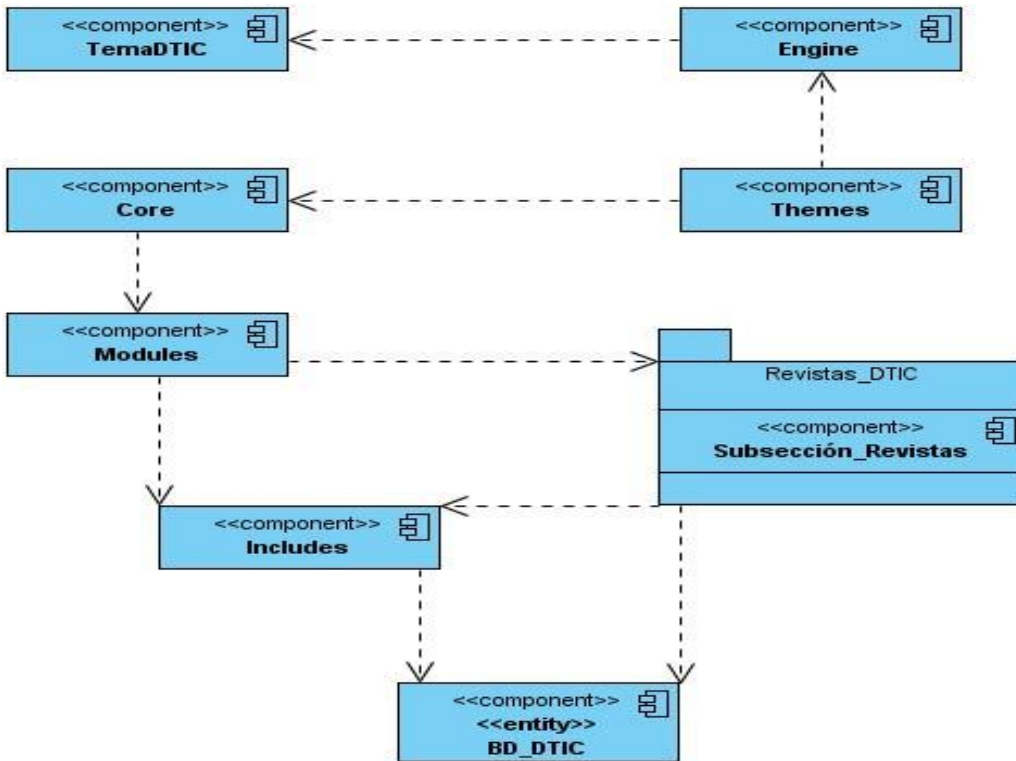 <<component>>
TemaDTIC
<<component>>
Engine
<<component>>
Core
<<component>>
Themes
<<component>>
Modules
Revistas_DTIC
<<component>>
Subsección_Revistas
<<component>>
Includes
<<component>>
<<entity>>
BD_DTIC